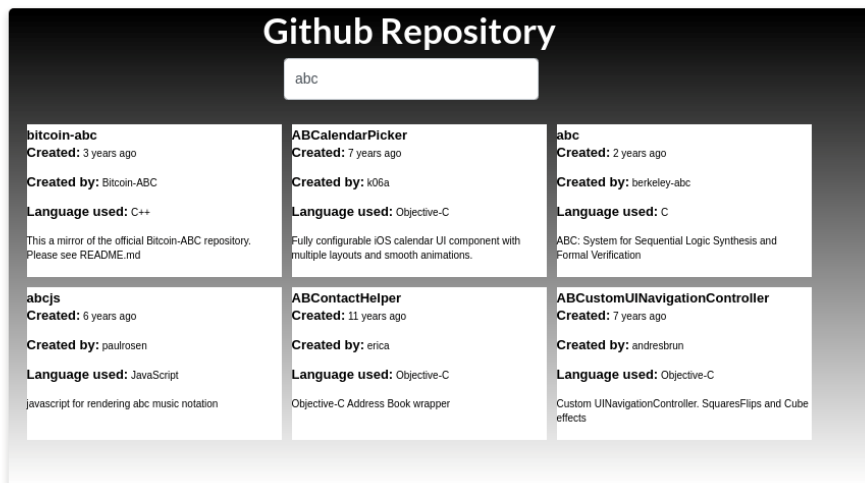 Github Repository
abc
bitcoin-abc
Created: 3 years ago
Created by: Bitcoin-ABC
Language used: C++
This a mirror of the official Bitcoin-ABC repository.
Please see README.md
ABCalendarPicker
Created: 7 years ago
Created by: k06a
Language used: Objective-C
Fully configurable iOS calendar UI component with
multiple layouts and smooth animations.
abc
Created: 2 years ago
Created by: berkeley-abc
Language used: C
ABC: System for Sequential Logic Synthesis and
Formal Verification
abcjs
Created: 6 years ago
Created by: paulrosen
Language used: JavaScript
javascript for rendering abc music notation
ABContactHelper
Created: 11 years ago
Created by: erica
Language used: Objective-C
Objective-C Address Book wrapper
ABCustomUINavigationController
Created: 7 years ago
Created by: andresbrun
Language used: Objective-C
Custom UINavigationController. SquaresFlips and Cube
effects